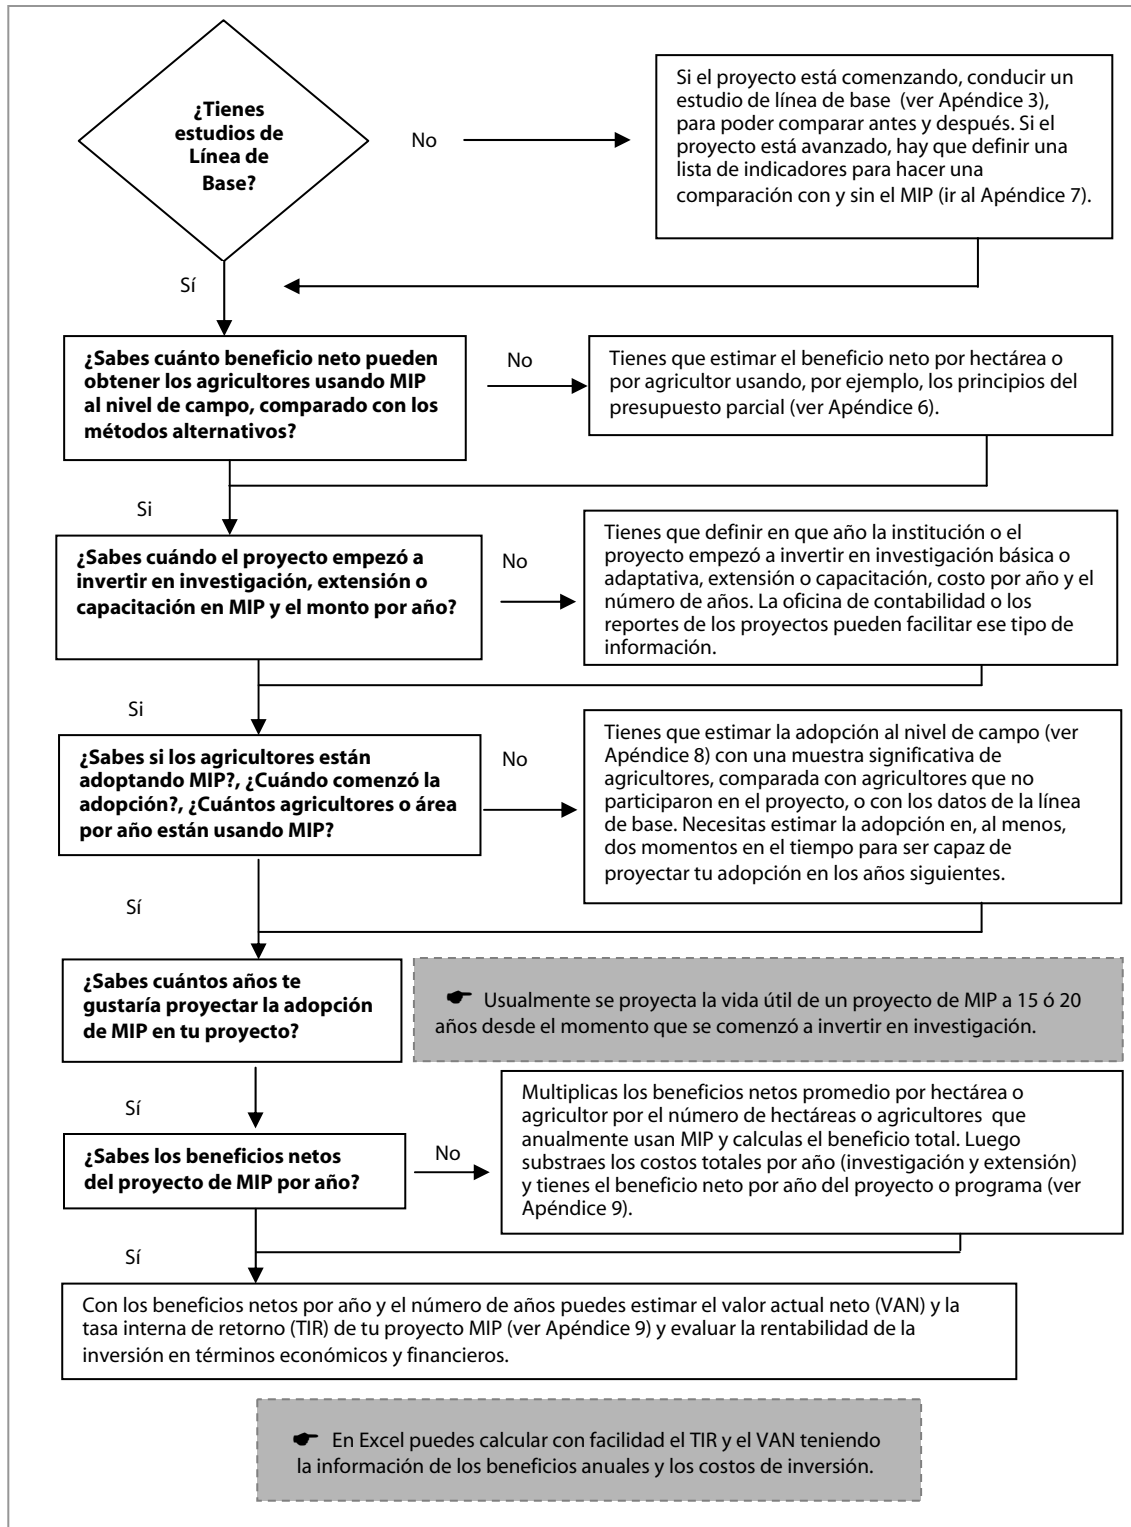 ¿Tienes
estudios de
Línea de
Base?
No
Si el proyecto está comenzando, conducir un
estudio de línea de base (ver Apéndice 3),
para poder comparar antes y después. Si el
proyecto está avanzado, hay que definir una
lista de indicadores para hacer una
comparación con y sin el MIP (ir al Apéndice 7).
Sí
¿Sabes cuánto beneficio neto pueden
obtener los agricultores usando MIP
al nivel de campo, comparado con los
métodos alternativos?
No
Tienes que estimar el beneficio neto por hectárea o
por agricultor usando, por ejemplo, los principios del
presupuesto parcial (ver Apéndice 6).
Si
¿Sabes cuándo el proyecto empezó a
invertir en investigación, extensión o
capacitación en MIP y el monto por año?
No
Tienes que definir en que año la institución o el
proyecto empezó a invertir en investigación básica o
adaptativa, extensión o capacitación, costo por año y el
número de años. La oficina de contabilidad o los
reportes de los proyectos pueden facilitar ese tipo de
información.
Si
¿Sabes si los agricultores están
adoptando MIP?, ¿Cuándo comenzó la
adopción?, ¿Cuántos agricultores o área
por año están usando MIP?
No
Tienes que estimar la adopción al nivel de campo (ver
Apéndice 8) con una muestra significativa de
agricultores, comparada con agricultores que no
participaron en el proyecto, o con los datos de la línea
de base. Necesitas estimar la adopción en, al menos,
dos momentos en el tiempo para ser capaz de
proyectar tu adopción en los años siguientes.
Sí
¿Sabes cuántos años te
gustaría proyectar la adopción
de MIP en tu proyecto?
☛ Usualmente se proyecta la vida útil de un proyecto de MIP a 15 ó 20
años desde el momento que se comenzó a invertir en investigación.
Sí
¿Sabes los beneficios netos
del proyecto de MIP por año?
No
Multiplicas los beneficios netos promedio por hectárea o
agricultor por el número de hectáreas o agricultores que
anualmente usan MIP y calculas el beneficio total. Luego
substraes los costos totales por año (investigación y extensión)
y tienes el beneficio neto por año del proyecto o programa (ver
Apéndice 9).
Sí
Con los beneficios netos por año y el número de años puedes estimar el valor actual neto (VAN) y la
tasa interna de retorno (TIR) de tu proyecto MIP (ver Apéndice 9) y evaluar la rentabilidad de la
inversión en términos económicos y financieros.
☛ En Excel puedes calcular con facilidad el TIR y el VAN teniendo
la información de los beneficios anuales y los costos de inversión.